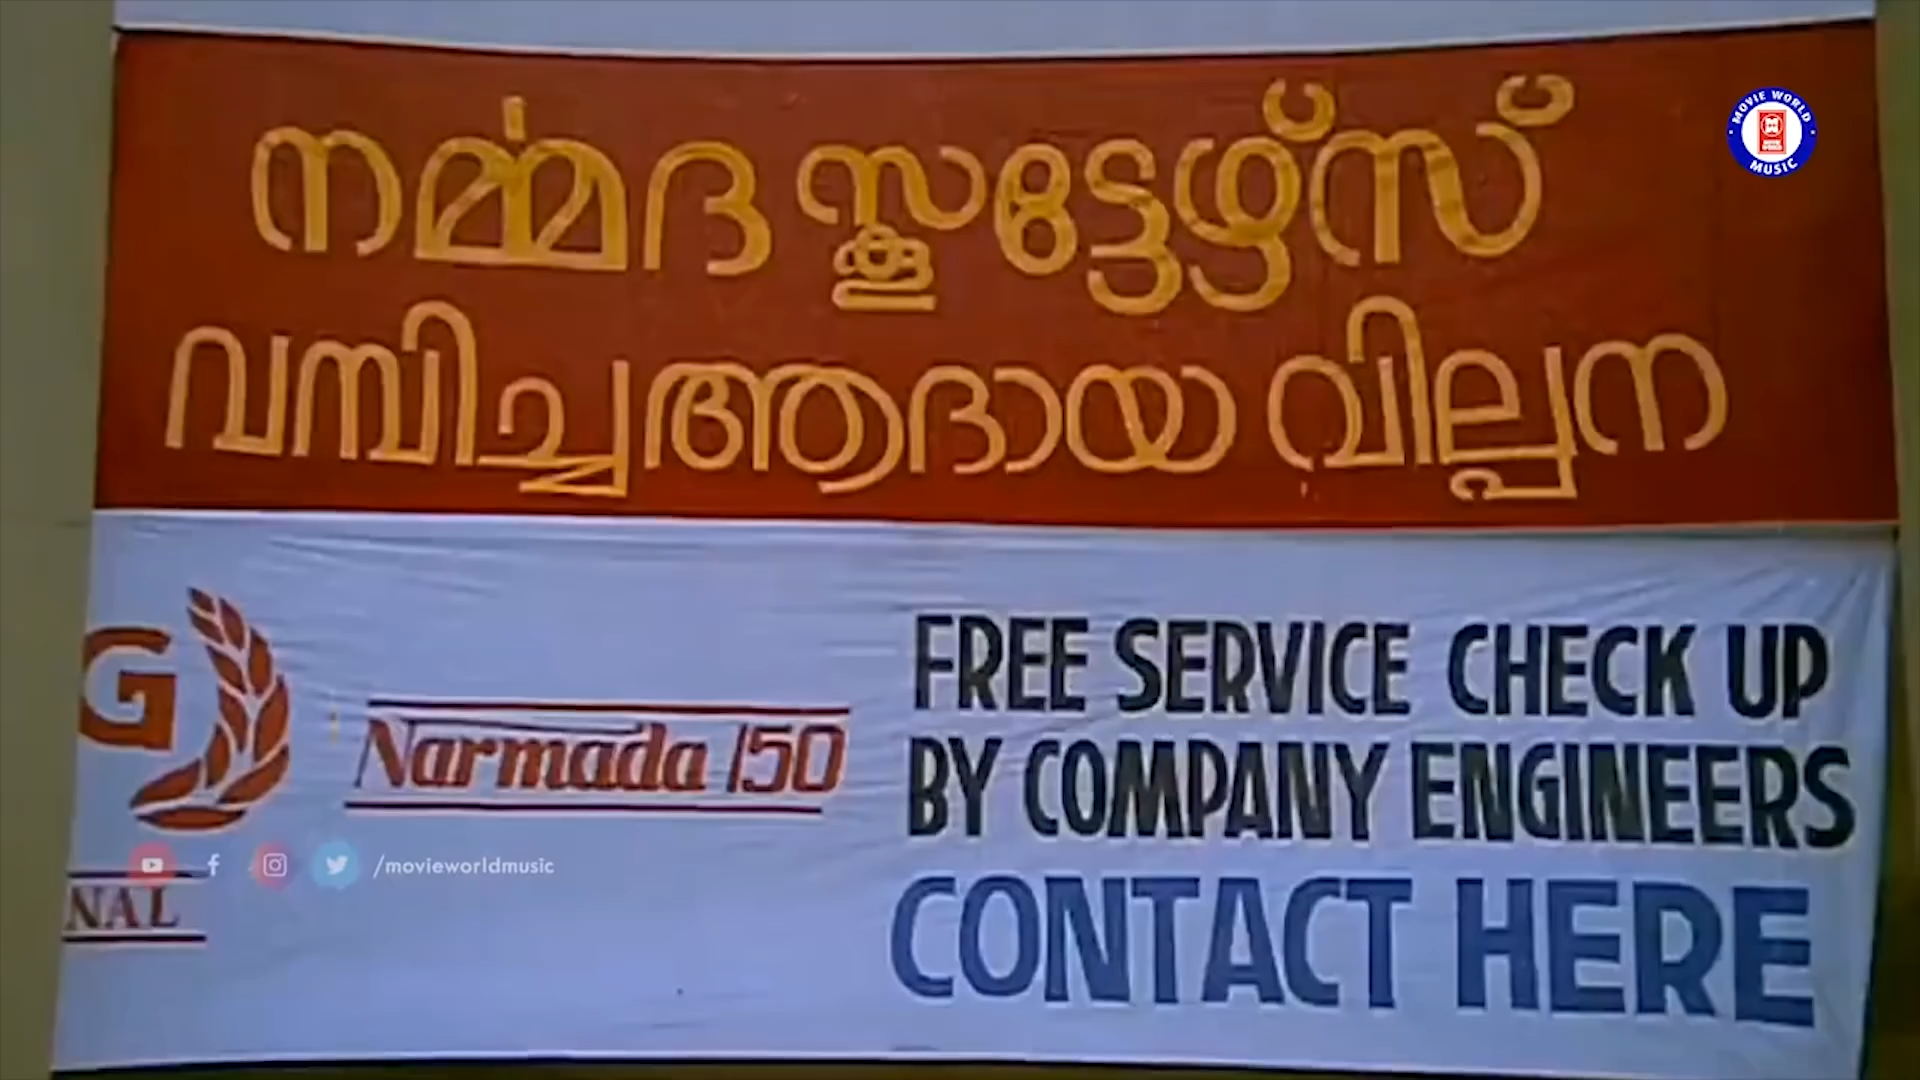 നൎമ്മദ സ്കൂട്ടേഴ്സ്
വമ്പിച്ച ആദായ വില്പന
G
Narmada 150
NAL
FREE SERVICE CHECK UP
BY COMPANY ENGINEERS
CONTACT HERE
MOVIE WORLD
MUSIC
/movieworldmusic